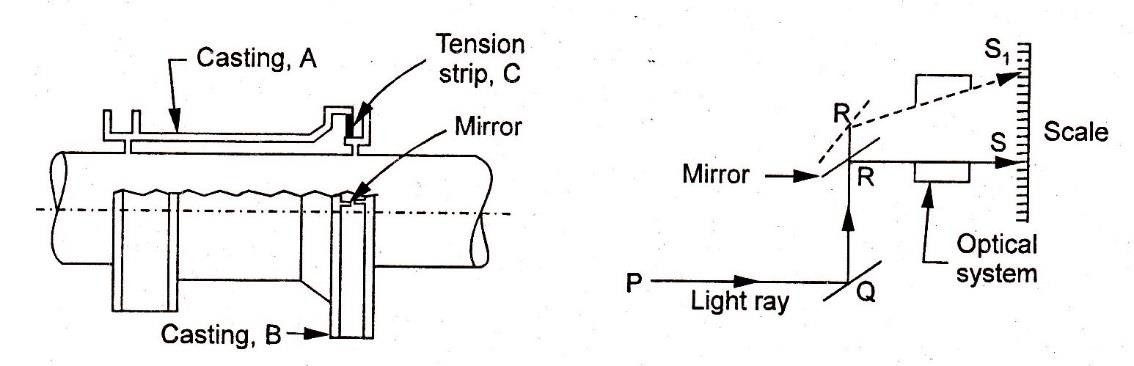 Casting, A
Tension
strip, C
Mirror
Casting, B
S1
R
S
Scale
Mirror
R
Optical
system
P
Light ray
Q